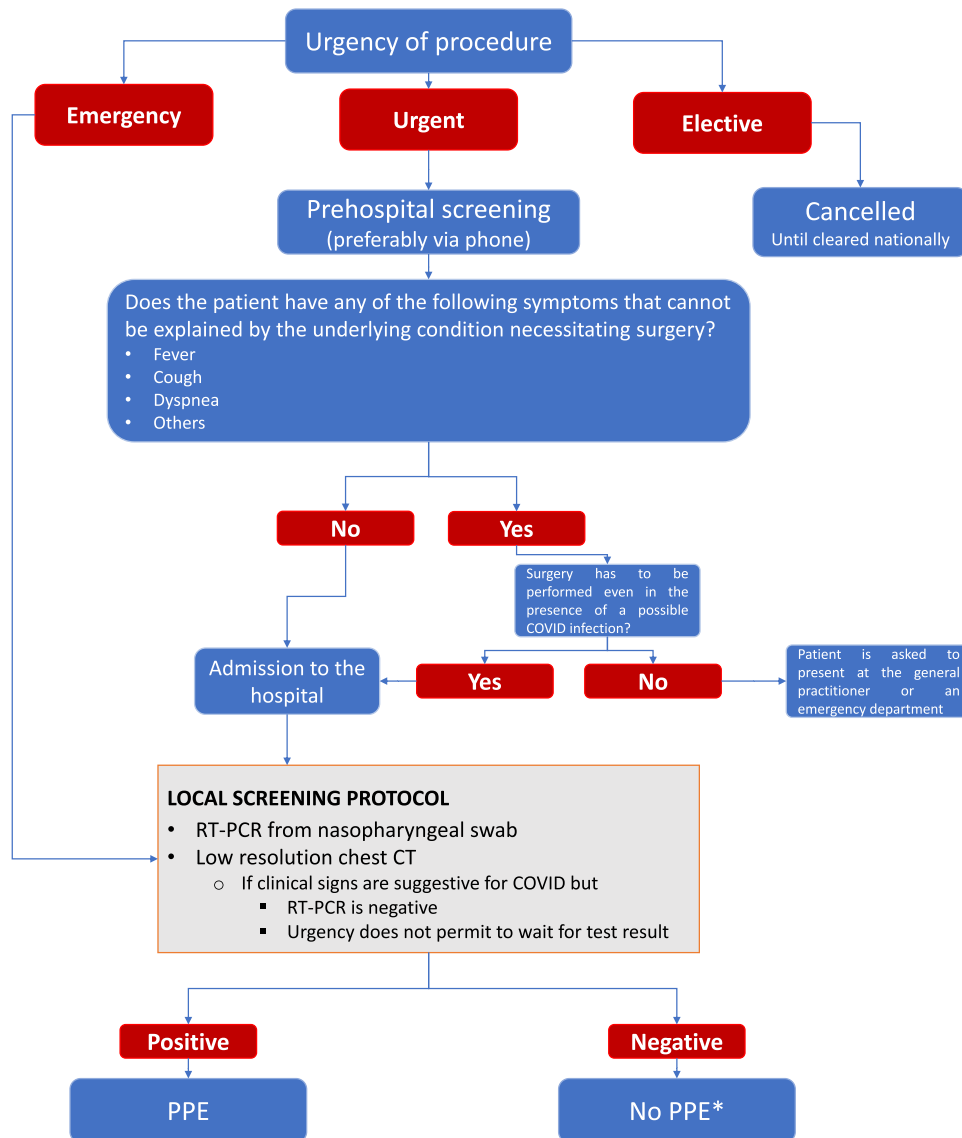 Urgency of procedure
Emergency
Urgent
Elective
Prehospital screening
(preferably via phone)
Cancelled
Until cleared nationally
Does the patient have any of the following symptoms that cannot
be explained by the underlying condition necessitating surgery?
• Fever
• Cough
• Dyspnea
• Others
No
Yes
Surgery has to be
performed even in the
presence of a possible
COVID infection?
Admission to the
hospital
Yes
No
Patient is asked to
present at the general
practitioner or an
emergency department
LOCAL SCREENING PROTOCOL
• RT-PCR from nasopharyngeal swab
• Low resolution chest CT
o If clinical signs are suggestive for COVID but
▪ RT-PCR is negative
▪ Urgency does not permit to wait for test result
Positive
Negative
PPE
No PPE*